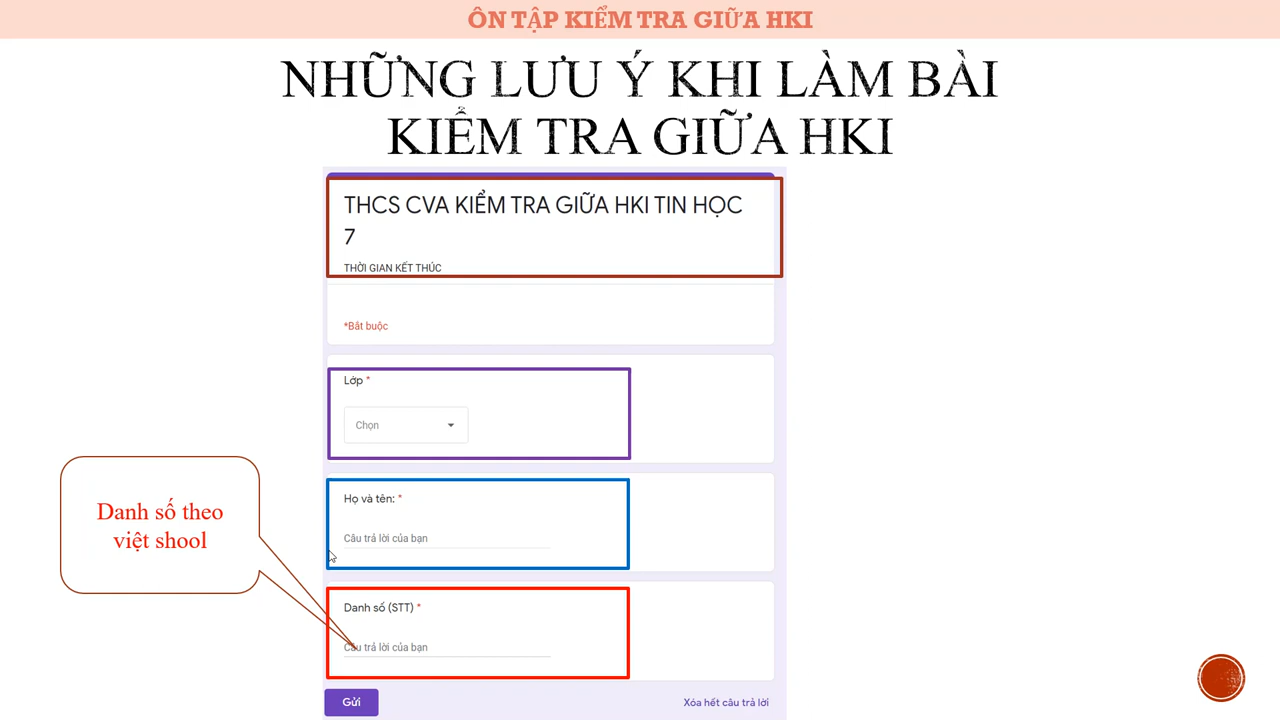 ÔN TẬP KIỂM TRA GIỮA HKI
NHỮNG LƯU Ý KHI LÀM BÀI
KIỂM TRA GIỮA HKI
THCS CVA KIỂM TRA GIỮA HKI TIN HỌC
7
THỜI GIAN KẾT THÚC
*Bắt buộc
Lớp *
Chọn
Họ và tên: *
Câu trả lời của bạn
Danh số theo
việt shool
Danh số (STT) *
Câu trả lời của bạn
Gửi
Xóa hết câu trả lời